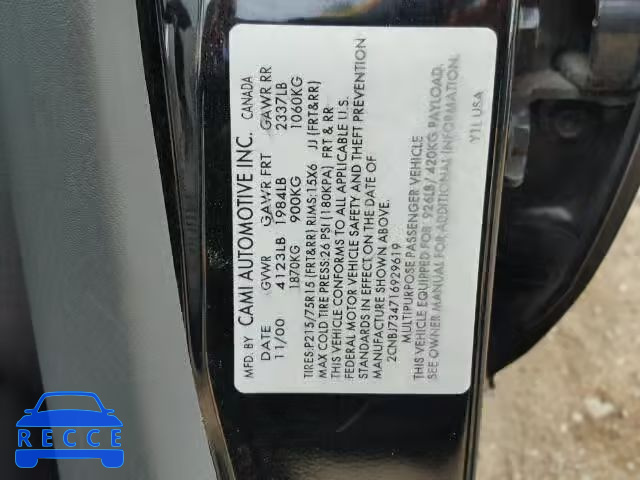 MFD. BY CAMI AUTOMOTIVE INC. CANADA
DATE GVWR GAWR FRT GAWR RR
11/00 4123LB 1984LB 2337LB
1870KG 900KG 1060KG
TIRES:P215/75R15 (FRT&RR) RIMS:15X6 JJ (FRT&RR)
MAX COLD TIRE PRESS:26 PSI (180KPA) FRT & RR
THIS VEHICLE CONFORMS TO ALL APPLICABLE U.S.
FEDERAL MOTOR VEHICLE SAFETY AND THEFT PREVENTION
STANDARDS IN EFFECT ON THE DATE OF
MANUFACTURE SHOWN ABOVE.
2CNBJ734716929619
MULTIPURPOSE PASSENGER VEHICLE
THIS VEHICLE EQUIPPED FOR 926LB/ 420KG PAYLOAD.
SEE OWNER MANUAL FOR ADDITIONAL INFORMATION.
YTL USA
RECCE